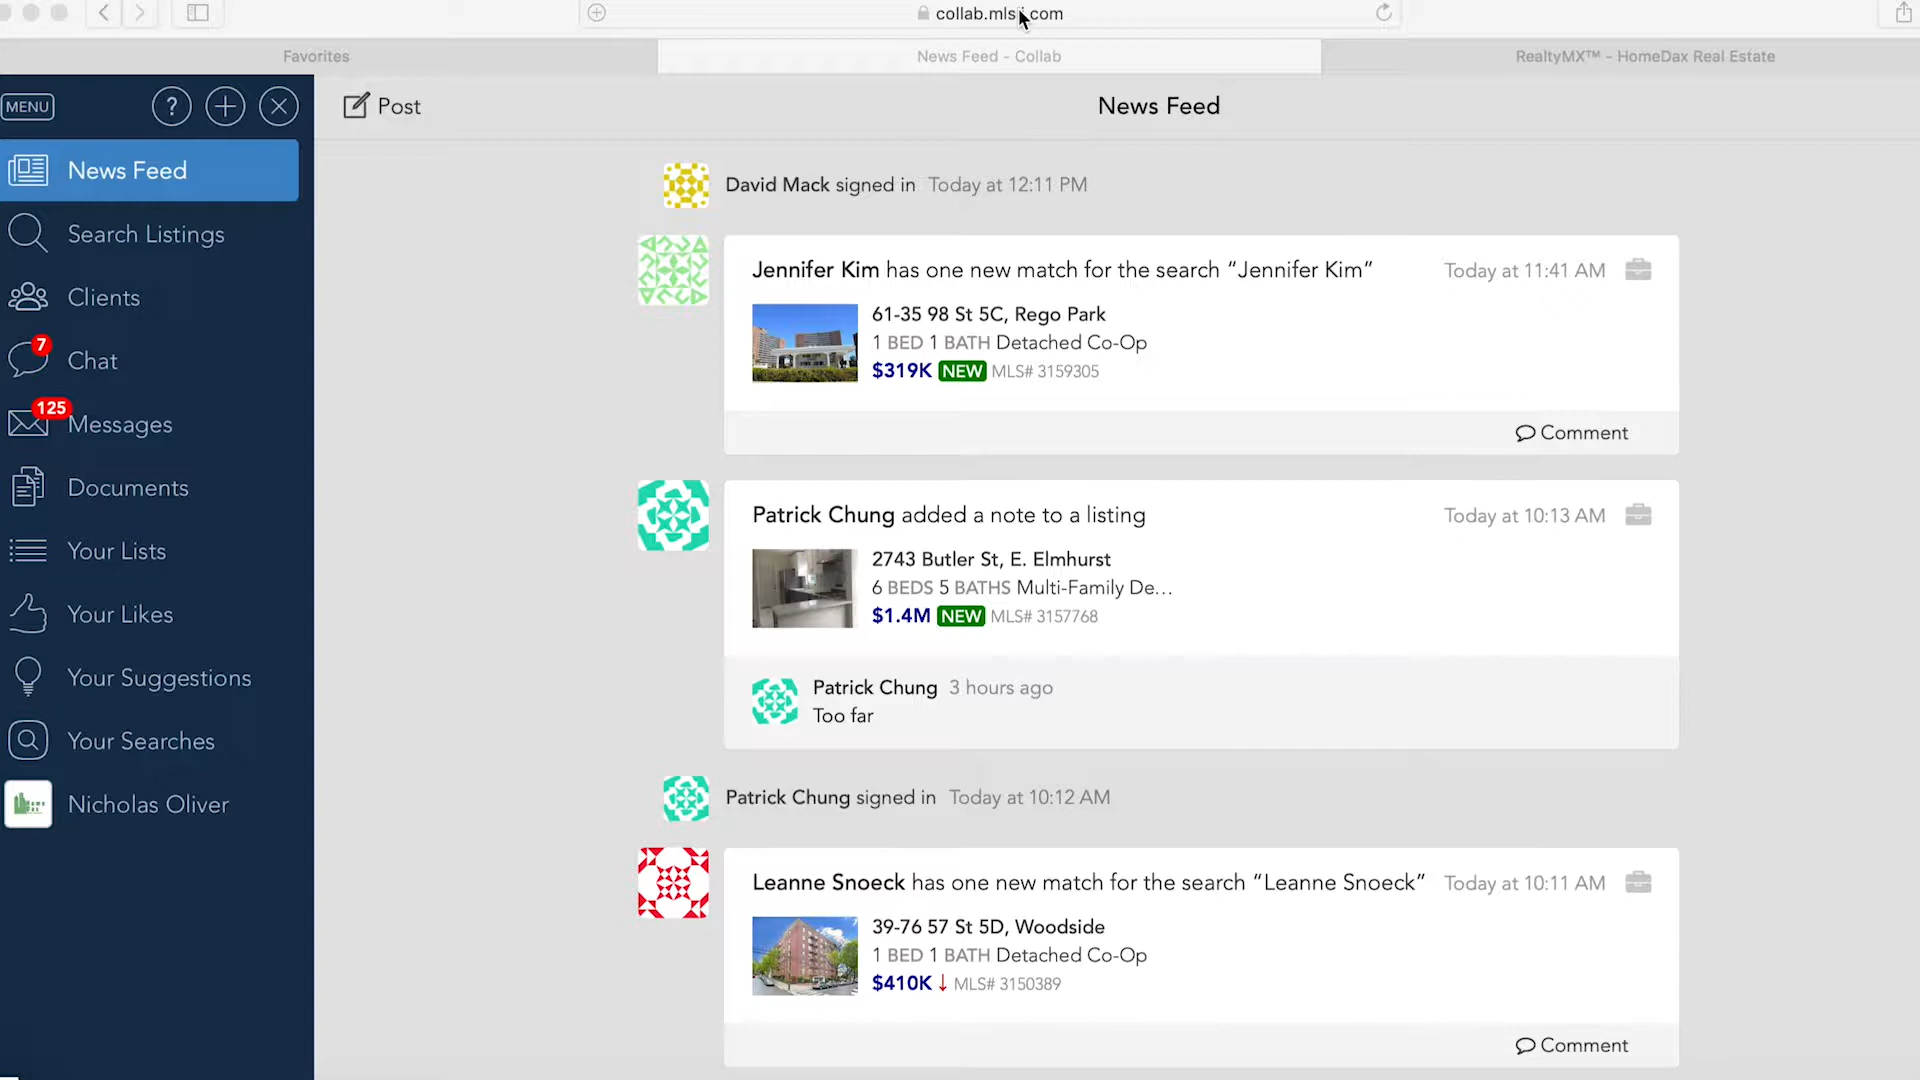 Favorites
News Feed - Collab
RealtyMX™ - HomeDax Real Estate
MENU
?
Post
News Feed
News Feed
Search Listings
Clients
7
Chat
125
Messages
Documents
Your Lists
Your Likes
Your Suggestions
Your Searches
Nicholas Oliver
David Mack signed in Today at 12:11 PM
Jennifer Kim has one new match for the search “Jennifer Kim” Today at 11:41 AM
61-35 98 St 5C, Rego Park
1 BED 1 BATH Detached Co-Op
$319K NEW MLS# 3159305
Comment
Patrick Chung added a note to a listing Today at 10:13 AM
2743 Butler St, E. Elmhurst
6 BEDS 5 BATHS Multi-Family De...
$1.4M NEW MLS# 3157768
Patrick Chung 3 hours ago
Too far
Patrick Chung signed in Today at 10:12 AM
Leanne Snoeck has one new match for the search “Leanne Snoeck” Today at 10:11 AM
39-76 57 St 5D, Woodside
1 BED 1 BATH Detached Co-Op
$410K ↓ MLS# 3150389
Comment